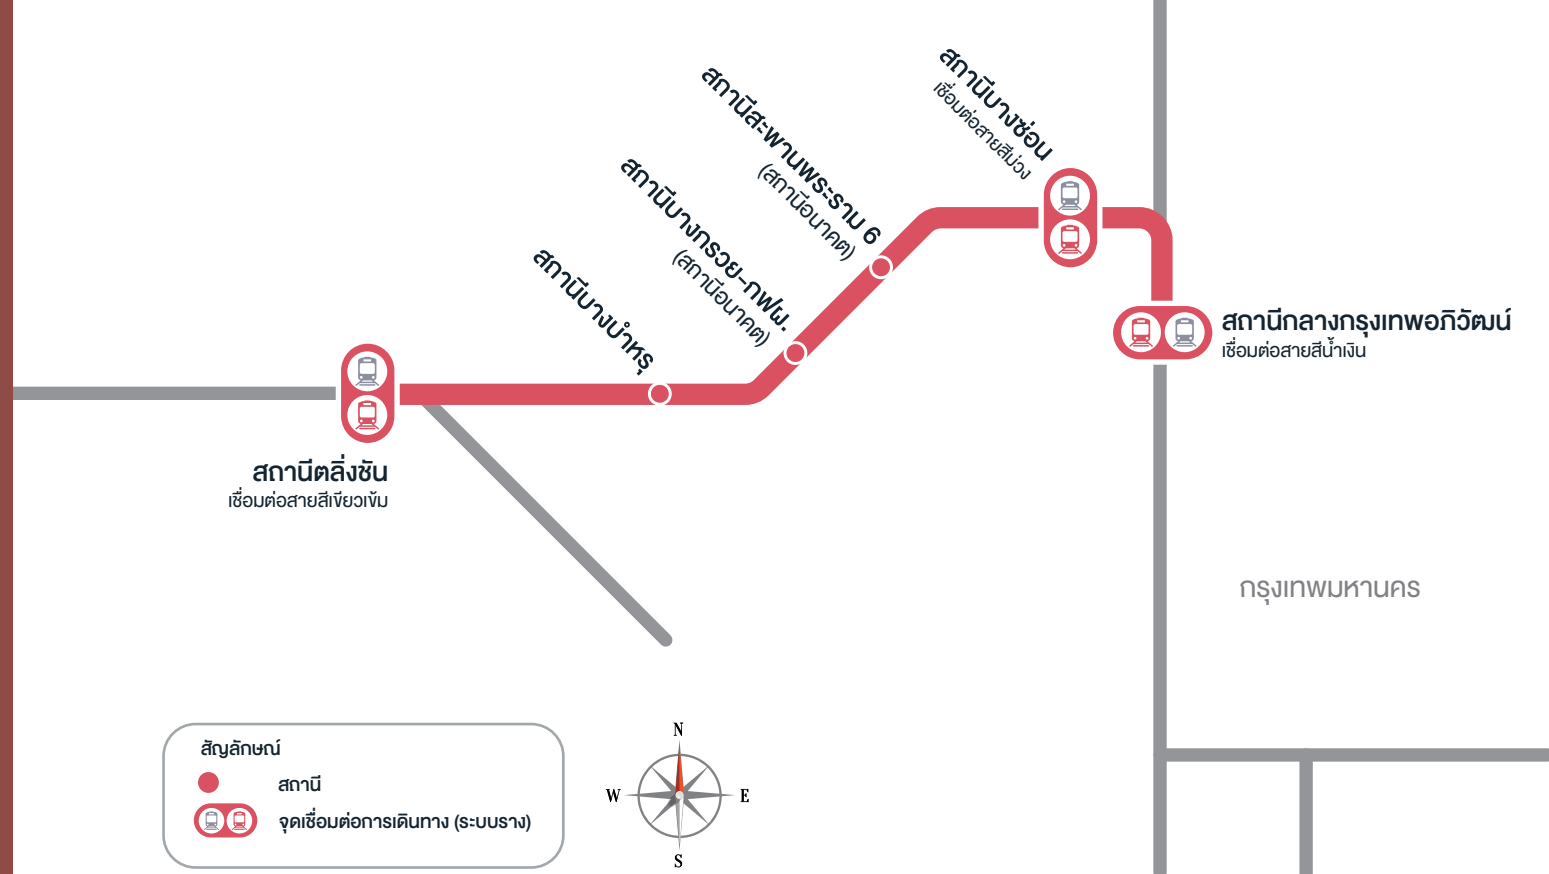 สถานีบางซ่อน
เชื่อมต่อสายสีม่วง
สถานีสะพานพระราม 6
(สถานีอนาคต)
สถานีบางกรวย-กฟผ.
(สถานีอนาคต)
สถานีบางบำหรุ
สถานีกลางกรุงเทพอภิวัฒน์
เชื่อมต่อสายสีน้ำเงิน
สถานีตลิ่งชัน
เชื่อมต่อสายสีเขียวเข้ม
กรุงเทพมหานคร
สัญลักษณ์
สถานี
จุดเชื่อมต่อการเดินทาง (ระบบราง)
N
W
E
S